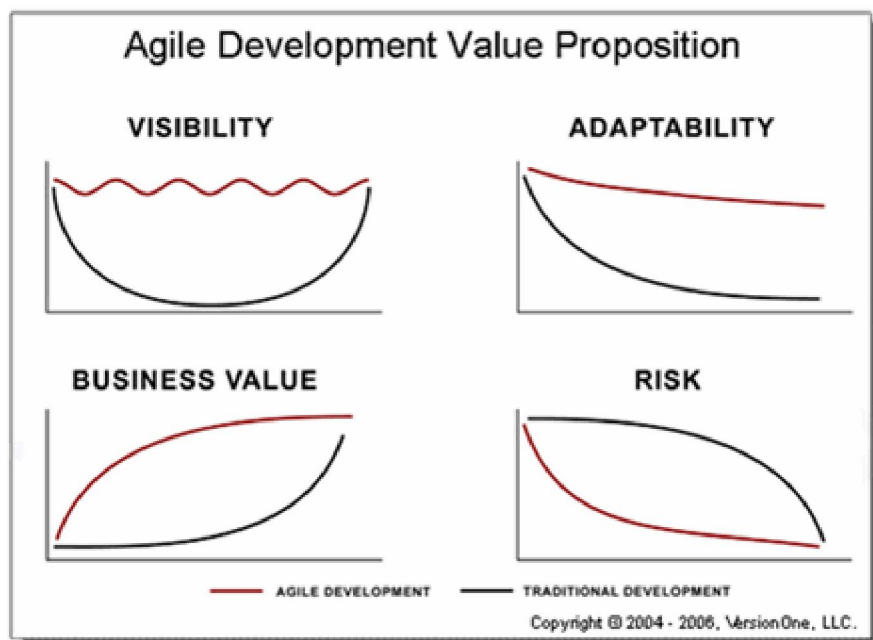 Agile Development Value Proposition
VISIBILITY
ADAPTABILITY
BUSINESS VALUE
RISK
AGILE DEVELOPMENT
TRADITIONAL DEVELOPMENT
Copyright © 2004 - 2006, VersionOne, LLC.